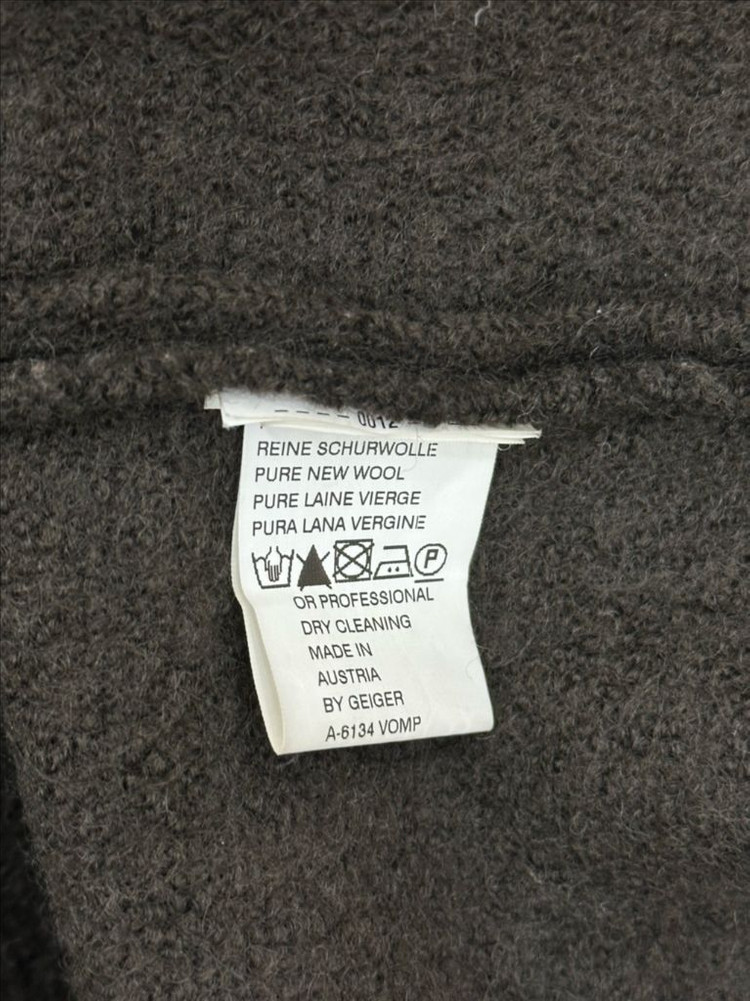 ---- 0012 -
REINE SCHURWOLLE
PURE NEW WOOL
PURE LAINE VIERGE
PURA LANA VERGINE
P
OR PROFESSIONAL
DRY CLEANING
MADE IN
AUSTRIA
BY GEIGER
A-6134 VOMP